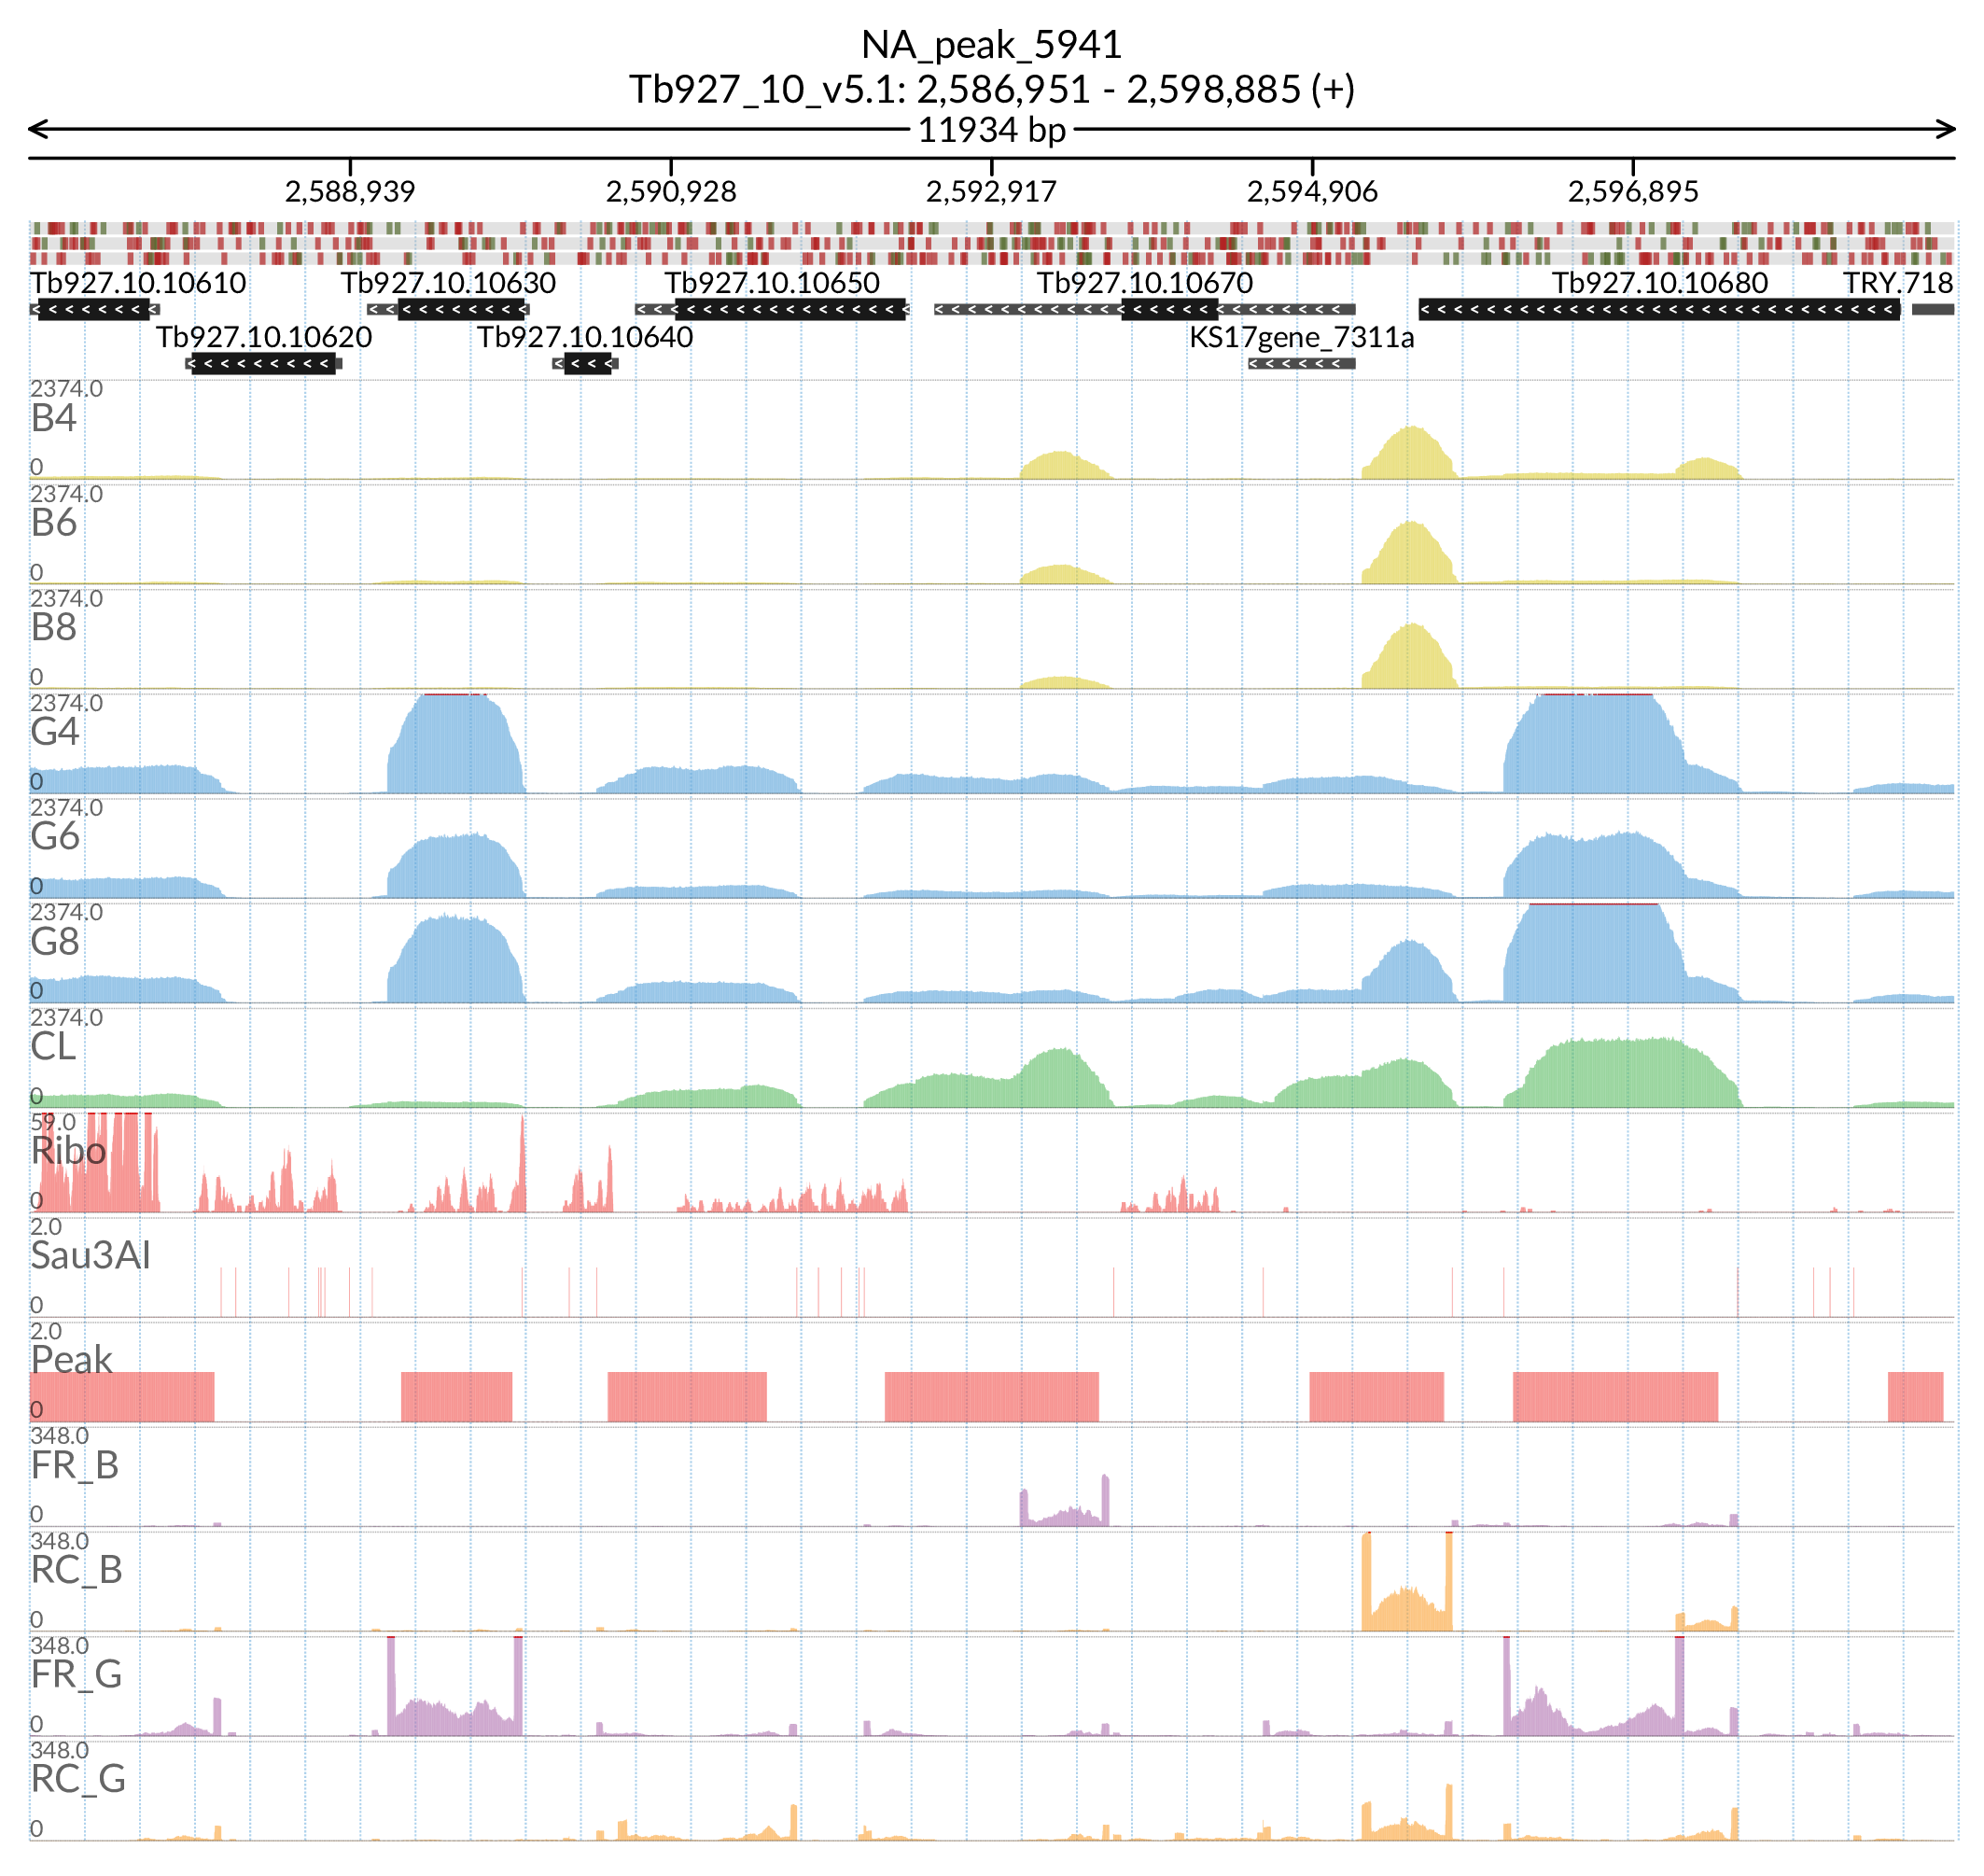 NA_peak_5941
Tb927_10_v5.1: 2,586,951 - 2,598,885 (+)
11934 bp
2,588,939 2,590,928 2,592,917 2,594,906 2,596,895
Tb927.10.10610 Tb927.10.10630 Tb927.10.10650 Tb927.10.10670 Tb927.10.10680 TRY.718
Tb927.10.10620 Tb927.10.10640 KS17gene_7311a
2374.0
B4
0
2374.0
B6
0
2374.0
B8
0
2374.0
G4
0
2374.0
G6
0
2374.0
G8
0
2374.0
CL
0
59.0
Ribo
0
2.0
Sau3AI
0
2.0
Peak
0
348.0
FR_B
0
348.0
RC_B
0
348.0
FR_G
0
348.0
RC_G
0